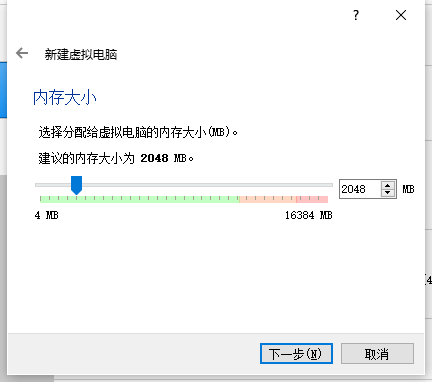 ?
新建虚拟电脑
内存大小
选择分配给虚拟电脑的内存大小(MB)。
建议的内存大小为 2048 MB。
2048 MB
4 MB 16384 MB
下一步(N) 取消